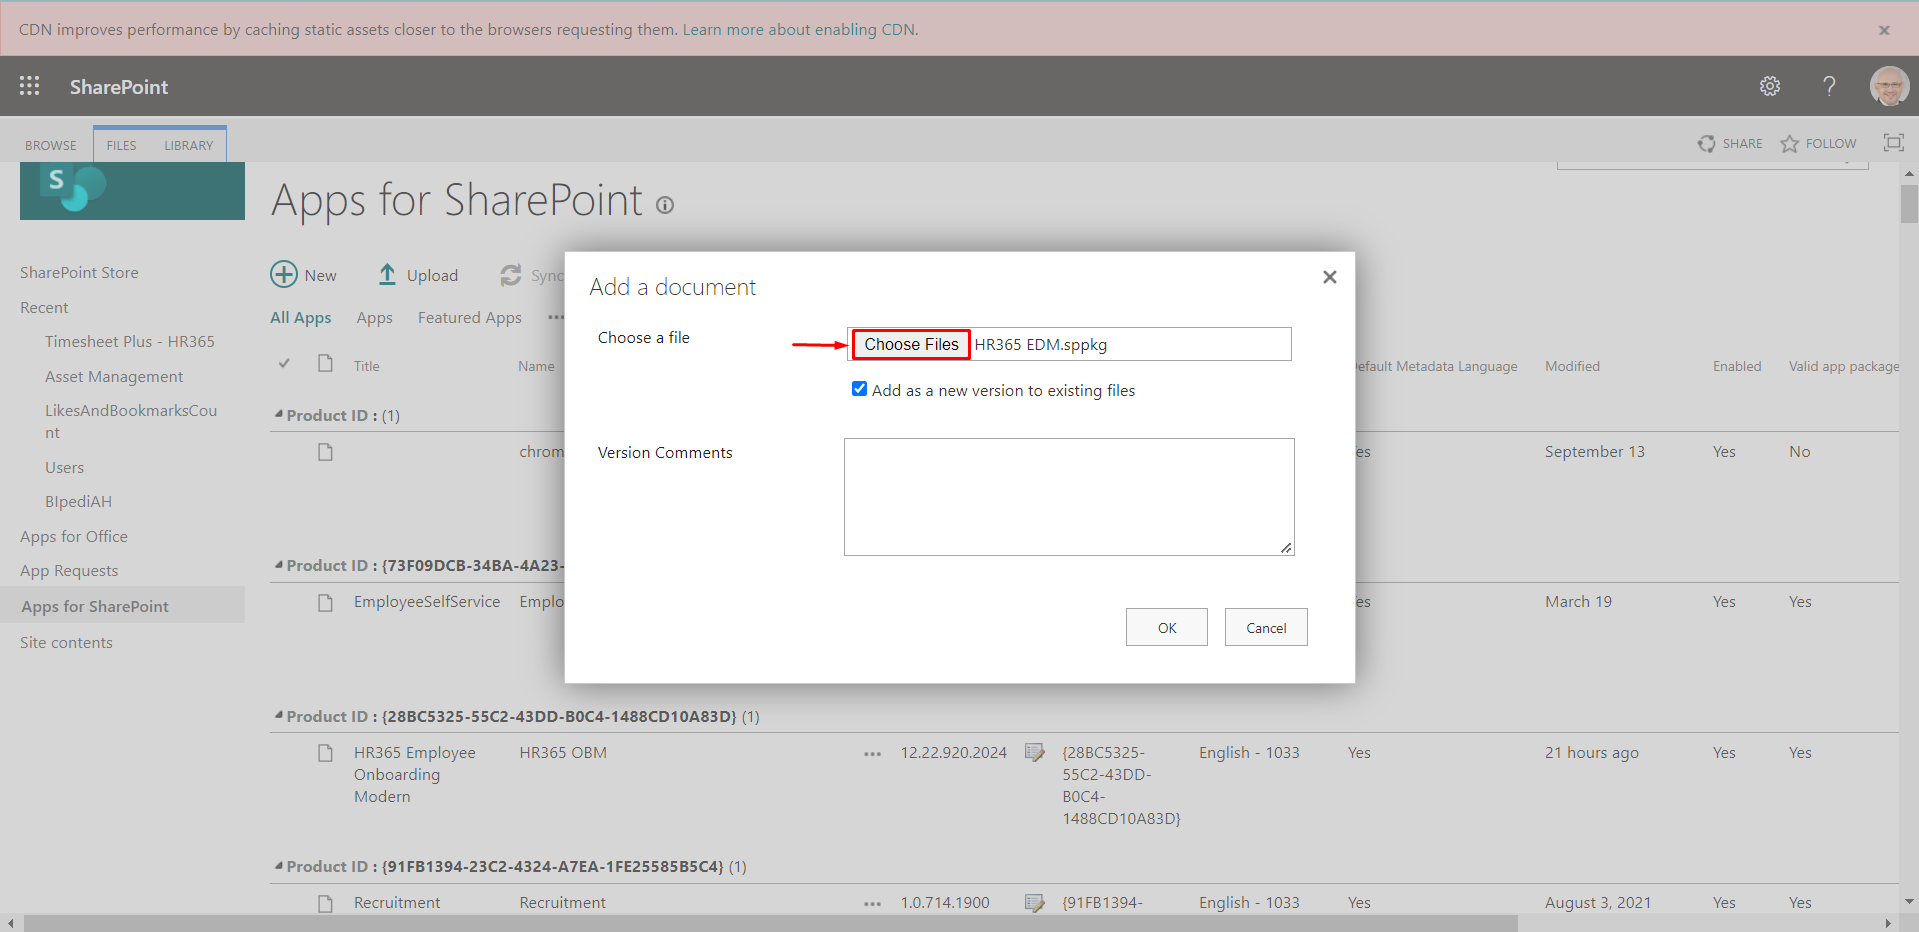 CDN improves performance by caching static assets closer to the browsers requesting them. Learn more about enabling CDN.
SharePoint
BROWSE FILES LIBRARY
SHARE FOLLOW
S
Apps for SharePoint
New Upload Sync
All Apps Apps Featured Apps •••
SharePoint Store
Recent
Timesheet Plus - HR365
Asset Management
LikesAndBookmarksCou
nt
Users
BIpediAH
Apps for Office
App Requests
Apps for SharePoint
Site contents
Title Name efault Metadata Language Modified Enabled Valid app package
Product ID : (1)
chrom es September 13 Yes No
Product ID : {73F09DCB-34BA-4A23-
EmployeeSelfService Emplo es March 19 Yes Yes
Add a document
Choose a file Choose Files HR365 EDM.sppkg
Add as a new version to existing files
Version Comments
OK Cancel
Product ID : {28BC5325-55C2-43DD-B0C4-1488CD10A83D} (1)
HR365 Employee
Onboarding
Modern
HR365 OBM ••• 12.22.920.2024
{28BC5325-
55C2-43DD-
B0C4-
1488CD10A83D}
English - 1033 Yes 21 hours ago Yes Yes
Product ID : {91FB1394-23C2-4324-A7EA-1FE25585B5C4} (1)
Recruitment Recruitment ••• 1.0.714.1900 {91FB1394- English - 1033 Yes August 3, 2021 Yes Yes